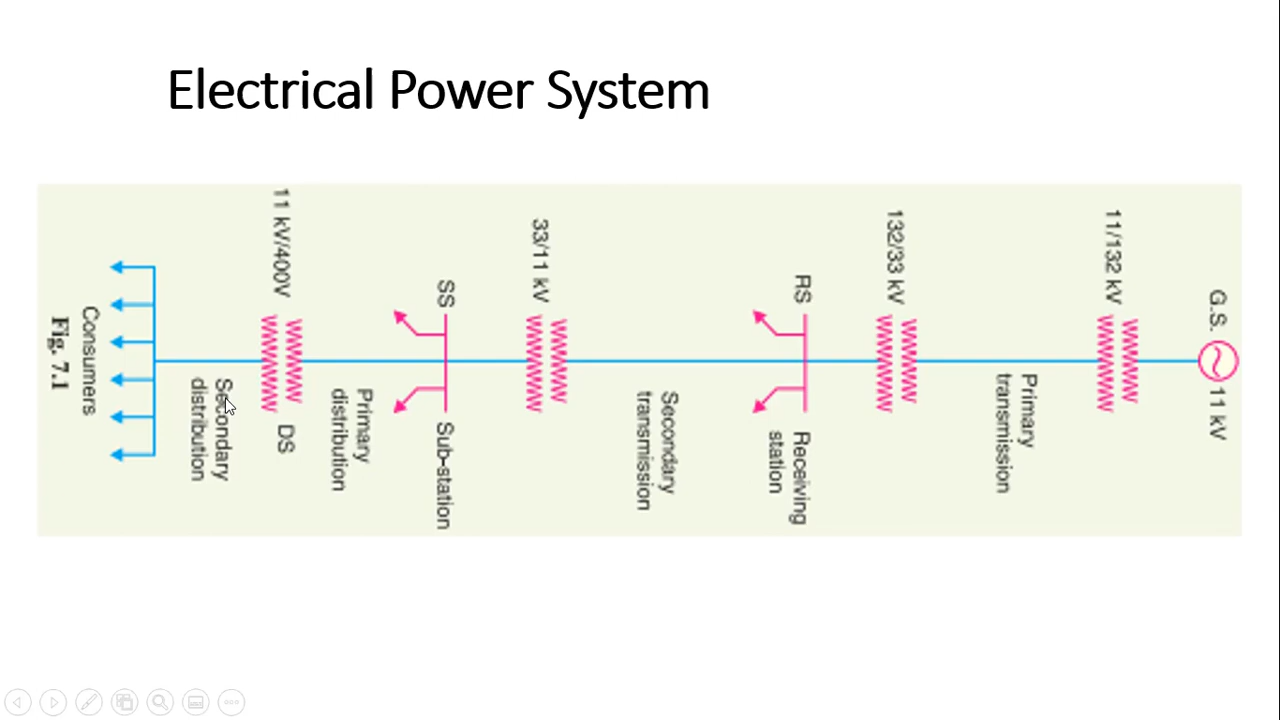 Electrical Power System
G.S.
11 kV
11/132 kV
Primary
transmission
132/33 kV
RS
Receiving
station
Secondary
transmission
33/11 kV
SS
Sub-station
Primary
distribution
11 kV/400V
DS
Secondary
distribution
Consumers
Fig. 7.1